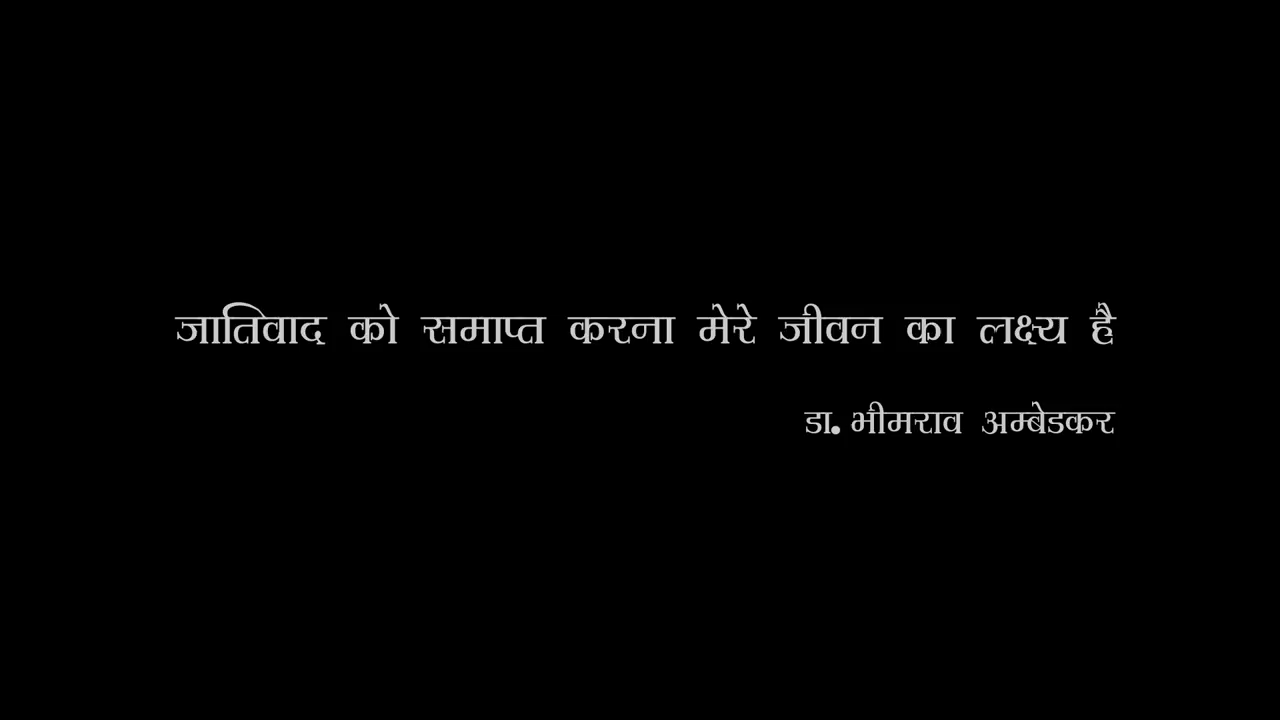 जातिवाद को समाप्त करना मेरे जीवन का लक्ष्य है
डा. भीमराव अम्बेडकर